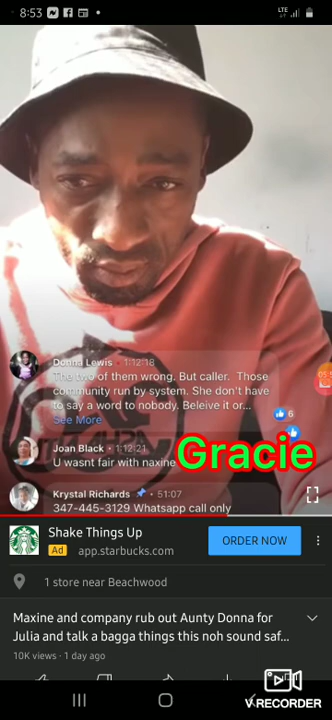 8:53
LTE
Donna Lewis • 1:12:18
The two of them wrong. But caller. Those
community run by system. She don't have
to say a word to nobody. Beleive it or...
See More
6
Joan Black • 1:12:21
U wasnt fair with naxine
Gracie
Krystal Richards • 51:07
347-445-3129 Whatsapp call only
Shake Things Up
Ad app.starbucks.com
ORDER NOW
1 store near Beachwood
Maxine and company rub out Aunty Donna for
Julia and talk a bagga things this noh sound saf...
10K views · 1 day ago
V.RECORDER